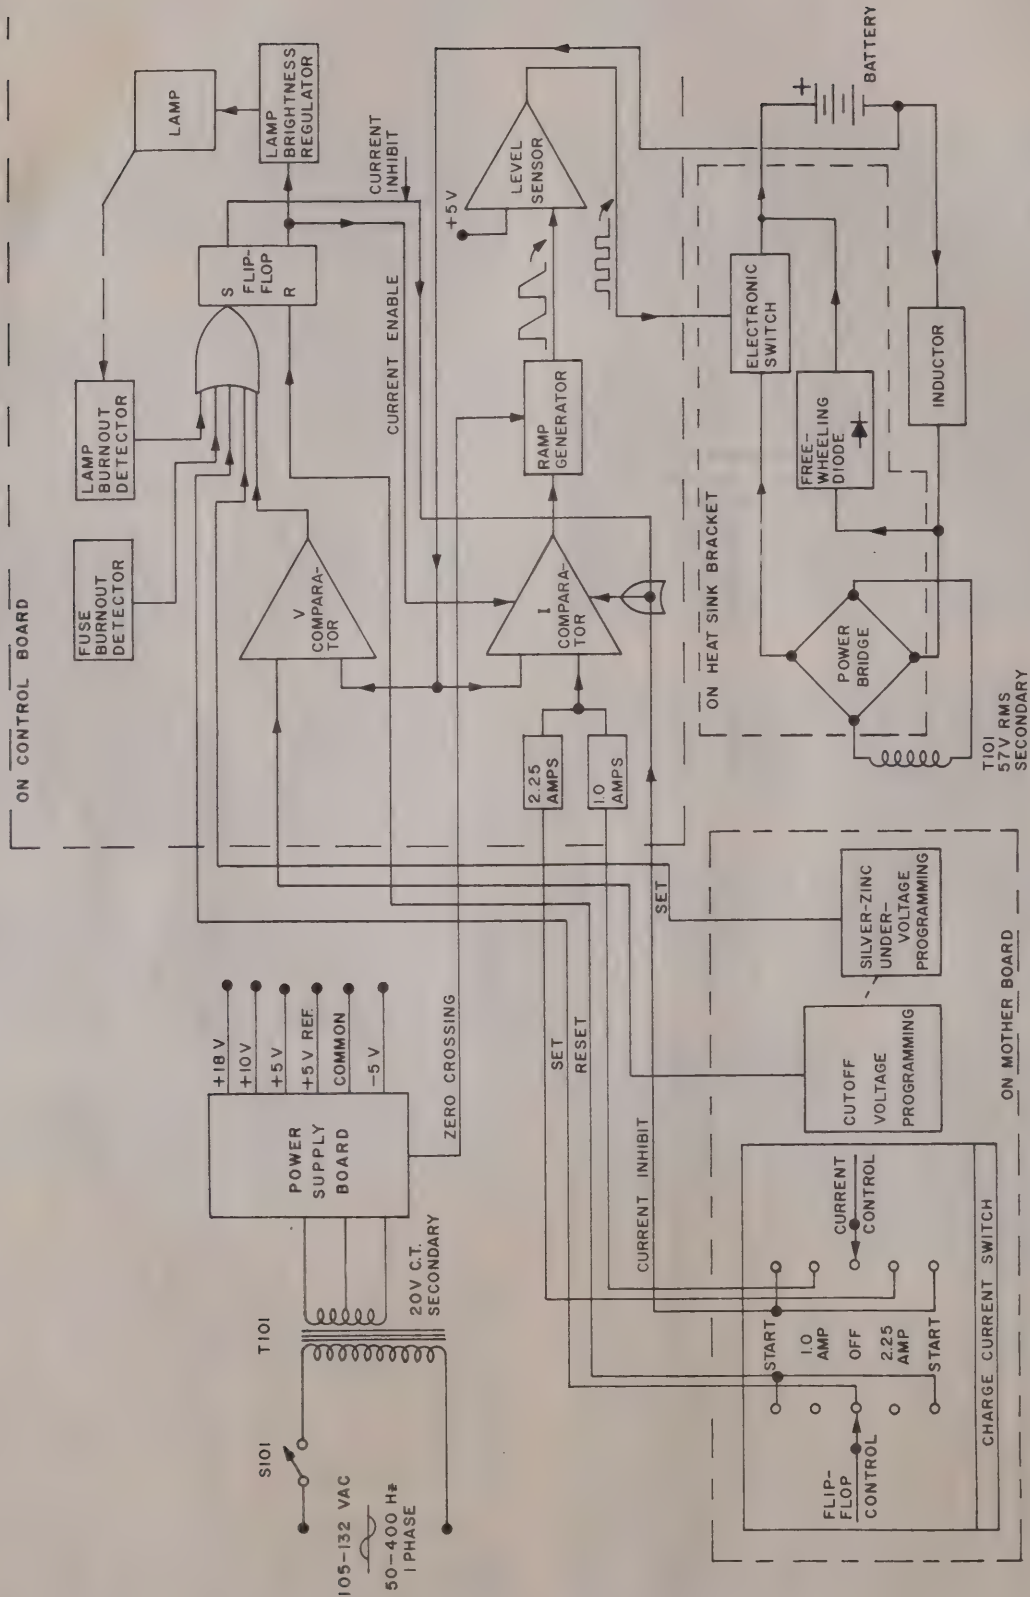 ON CONTROL BOARD
FUSE
BURNOUT
DETECTOR
LAMP
BURNOUT
DETECTOR
LAMP
LAMP
BRIGHTNESS
REGULATOR
S
FLIP-
FLOP
R
CURRENT
INHIBIT
CURRENT ENABLE
V
COMPARA-
TOR
+5V
LEVEL
SENSOR
RAMP
GENERATOR
I
COMPARA-
TOR
2.25
AMPS
1.0
AMPS
S101
T101
105-132 VAC
50-400 Hz
1 PHASE
20V C.T.
SECONDARY
POWER
SUPPLY
BOARD
+18V
+10V
+5V
+5V REF.
COMMON
-5V
ZERO CROSSING
SET
RESET
SET
CURRENT INHIBIT
ON HEAT SINK BRACKET
ELECTRONIC
SWITCH
FREE-
WHEELING
DIODE
POWER
BRIDGE
+
BATTERY
INDUCTOR
T101
57V RMS
SECONDARY
START
1.0
AMP
OFF
2.25
AMP
START
FLIP-
FLOP
CONTROL
CURRENT
CONTROL
CHARGE CURRENT SWITCH
CUTOFF
VOLTAGE
PROGRAMMING
SILVER-ZINC
UNDER-
VOLTAGE
PROGRAMMING
ON MOTHER BOARD